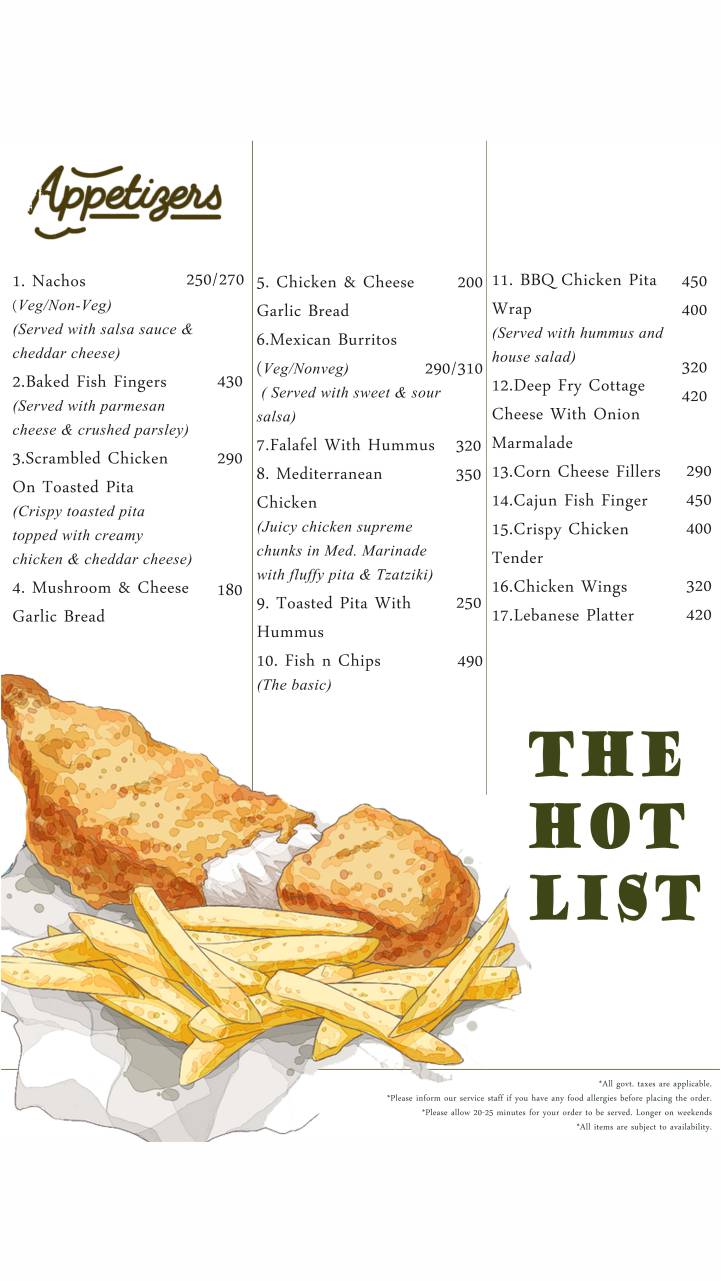 Appetizers
1. Nachos 250/270
(Veg/Non-Veg)
(Served with salsa sauce &
cheddar cheese)
2.Baked Fish Fingers 430
(Served with parmesan
cheese & crushed parsley)
3.Scrambled Chicken 290
On Toasted Pita
(Crispy toasted pita
topped with creamy
chicken & cheddar cheese)
4. Mushroom & Cheese 180
Garlic Bread
5. Chicken & Cheese 200
Garlic Bread
6.Mexican Burritos
(Veg/Nonveg) 290/310
( Served with sweet & sour
salsa)
7.Falafel With Hummus 320
8. Mediterranean 350
Chicken
(Juicy chicken supreme
chunks in Med. Marinade
with fluffy pita & Tzatziki)
9. Toasted Pita With 250
Hummus
10. Fish n Chips 490
(The basic)
11. BBQ Chicken Pita 450
Wrap 400
(Served with hummus and
house salad)
320
12.Deep Fry Cottage
420
Cheese With Onion
Marmalade
13.Corn Cheese Fillers 290
14.Cajun Fish Finger 450
15.Crispy Chicken 400
Tender
16.Chicken Wings 320
17.Lebanese Platter 420
THE
HOT
LIST
*All govt. taxes are applicable.
*Please inform our service staff if you have any food allergies before placing the order.
*Please allow 20-25 minutes for your order to be served. Longer on weekends
*All items are subject to availability.